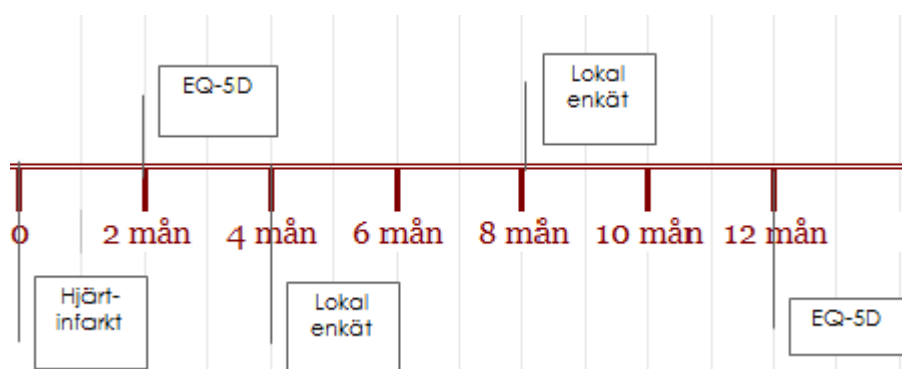 EQ-5D
Lokal
enkät
0 2 mån 4 mån 6 mån 8 mån 10 mån 12 mån
Hjärt-
infarkt
Lokal
enkät
EQ-5D